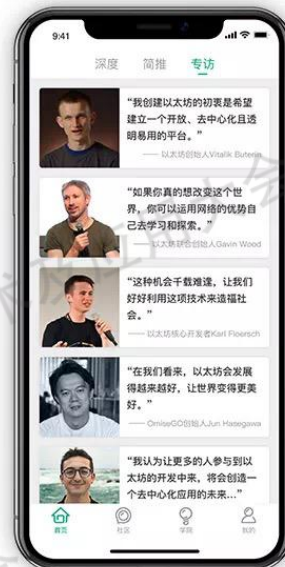 9:41
深度 简推 专访
“我创建以太坊的初衷是希望
建立一个开放、去中心化且透
明易用的平台。”
—— 以太坊创始人Vitalik Buterin
“如果你真的想改变这个世
界，你可以运用网络的优势自
己去学习和探索。”
—— 以太坊联合创始人Gavin Wood
“这种机会千载难逢，让我们
好好利用这项技术来造福社
会。”
—— 以太坊核心开发者Karl Floersch
“在我们看来，以太坊会发展
得越来越好，让世界变得更美
好。”
—— OmiseGO创始人Jun Hasegawa
“我认为让更多的人参与到以
太坊的开发中来，将会创造一
个去中心化应用的未来...”
首页 社区 学院 我的